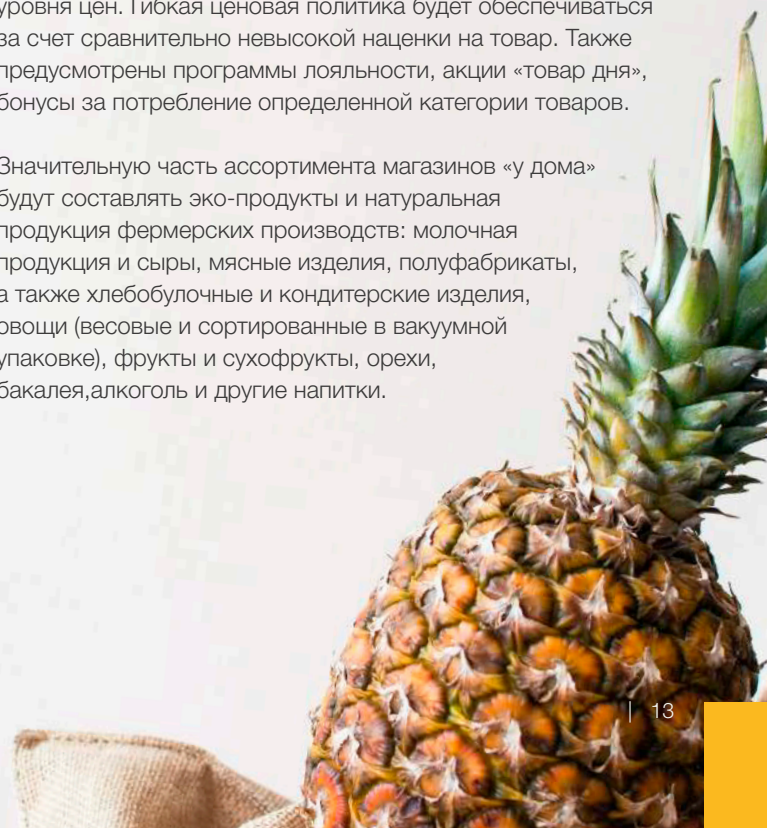 уровня цен. Гибкая ценовая политика будет обеспечиваться
за счет сравнительно невысокой наценки на товар. Также
предусмотрены программы лояльности, акции «товар дня»,
бонусы за потребление определенной категории товаров.
Значительную часть ассортимента магазинов «у дома»
будут составлять эко-продукты и натуральная
продукция фермерских производств: молочная
продукция и сыры, мясные изделия, полуфабрикаты,
а также хлебобулочные и кондитерские изделия,
овощи (весовые и сортированные в вакуумной
упаковке), фрукты и сухофрукты, орехи,
бакалея,алкоголь и другие напитки.
| 13